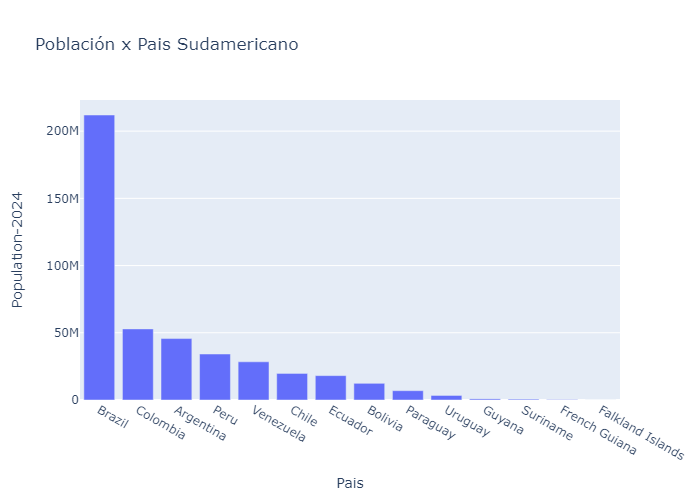 Población x Pais Sudamericano
Population-2024
200M
150M
100M
50M
0
Brazil
Colombia
Argentina
Peru
Venezuela
Chile
Ecuador
Bolivia
Paraguay
Uruguay
Guyana
Suriname
French Guiana
Falkland Islands
Pais